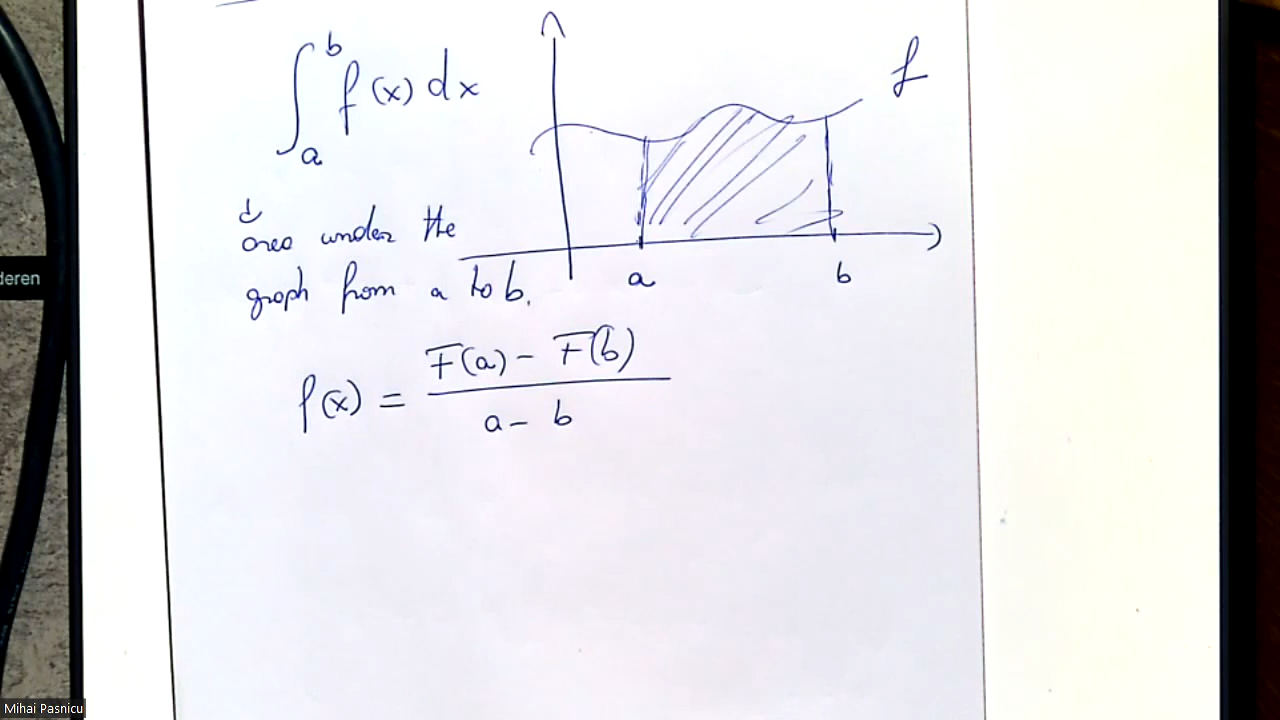 ∫_a^b f(x) dx
f
area under the
graph from a to b.
a
b
f(x) = (F(a) - F(b)) / (a - b)
deren
Mihai Pasnicu